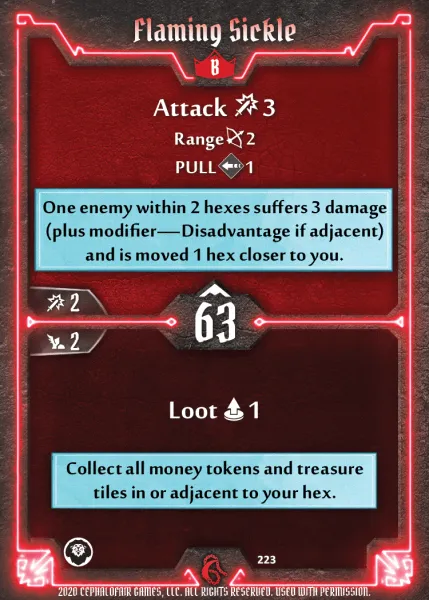 Flaming Sickle
B
Attack 3
Range 2
PULL 1
One enemy within 2 hexes suffers 3 damage
(plus modifier—Disadvantage if adjacent)
and is moved 1 hex closer to you.
2
63
2
Loot 1
Collect all money tokens and treasure
tiles in or adjacent to your hex.
223
2020 CEPHALOFAIR GAMES, LLC. ALL RIGHTS RESERVED. USED WITH PERMISSION.